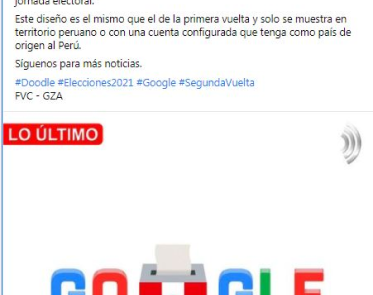 jornada electoral.
Este diseño es el mismo que el de la primera vuelta y solo se muestra en
territorio peruano o con una cuenta configurada que tenga como país de
origen al Perú.
Síguenos para más noticias.
#Doodle #Elecciones2021 #Google #SegundaVuelta
FVC - GZA
LO ÚLTIMO
GOOGLE